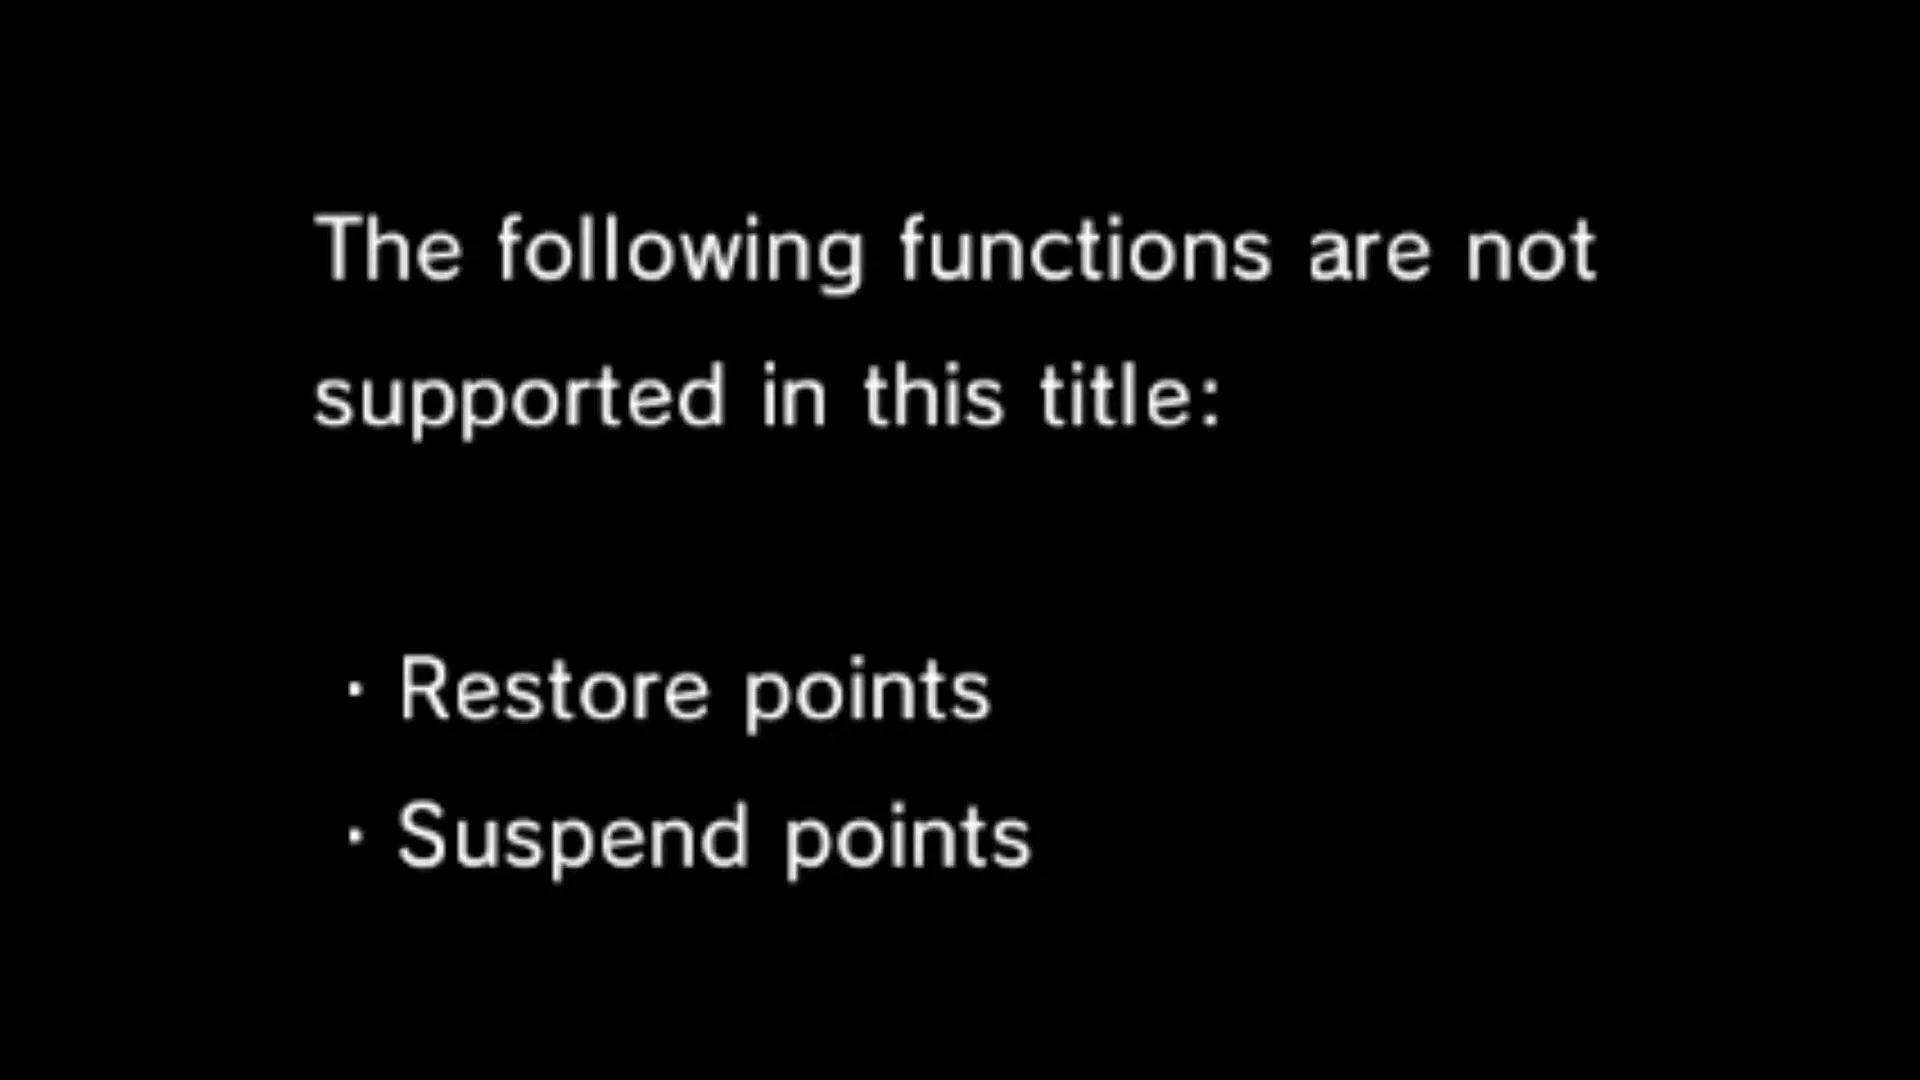 The following functions are not
supported in this title:
· Restore points
· Suspend points